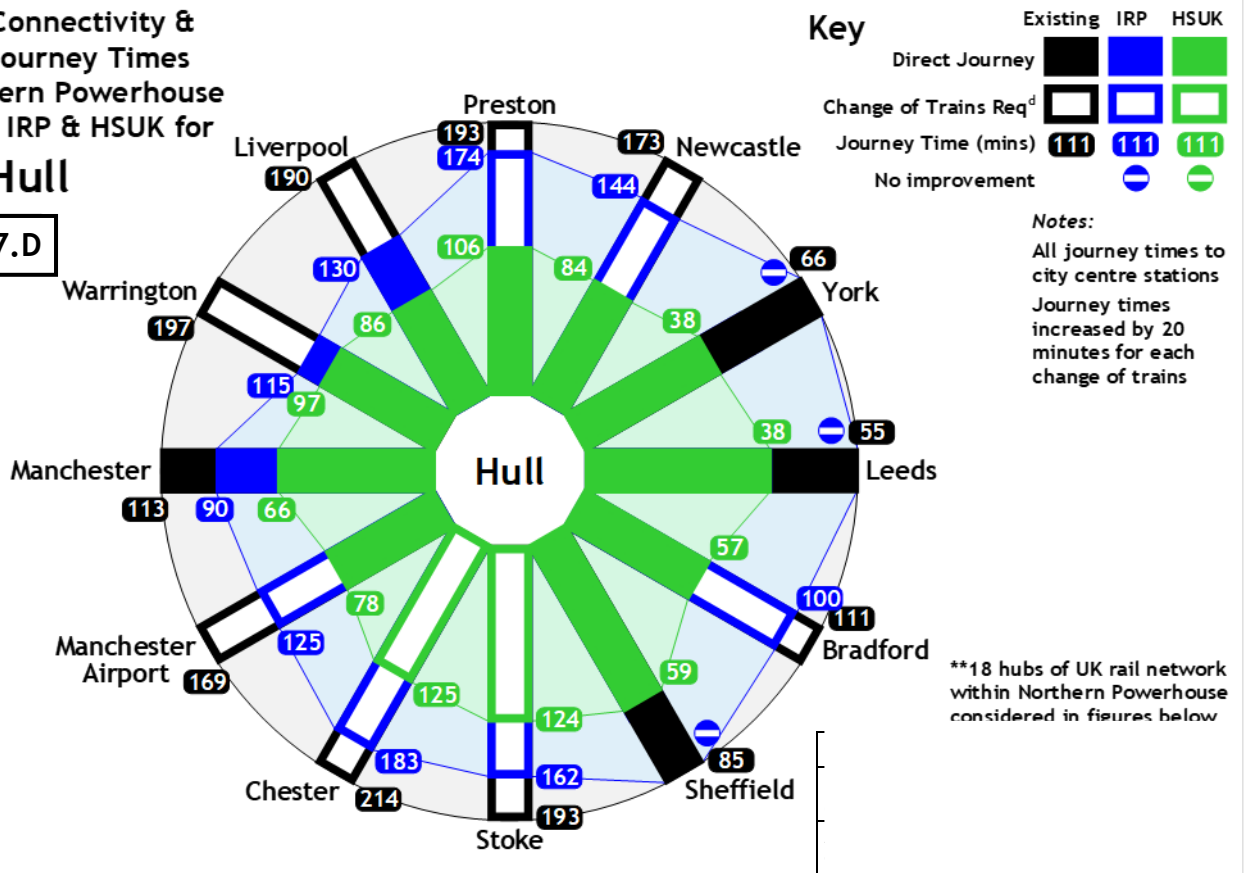 Connectivity &
ourney Times
ern Powerhouse
IRP & HSUK for
Hull
7.D
Key
Existing IRP HSUK
Direct Journey
Change of Trains Reqᵈ
Journey Time (mins) 111 111 111
No improvement
Notes:
All journey times to
city centre stations
Journey times
increased by 20
minutes for each
change of trains
Preston
193
174
106
Newcastle
173
144
84
York
66
38
Leeds
55
38
Bradford
111
100
57
Sheffield
85
59
Stoke
193
162
124
Chester
214
183
125
Manchester
Airport
169
125
78
Manchester
113
90
66
Warrington
197
115
97
Liverpool
190
130
86
Hull
**18 hubs of UK rail network
within Northern Powerhouse
considered in figures below